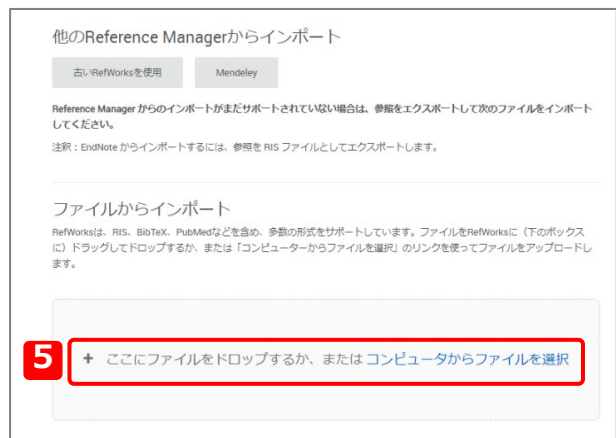 他のReference Managerからインポート
古いRefWorksを使用 Mendeley
Reference Manager からのインポートがまだサポートされていない場合は、参照をエクスポートして次のファイルをインポート
してください。
注釈：EndNote からインポートするには、参照を RIS ファイルとしてエクスポートします。
ファイルからインポート
RefWorksは、RIS、BibTeX、PubMedなどを含め、多数の形式をサポートしています。ファイルをRefWorksに（下のボックス
に）ドラッグしてドロップするか、または「コンピューターからファイルを選択」のリンクを使ってファイルをアップロードし
ます。
5 + ここにファイルをドロップするか、または コンピュータからファイルを選択